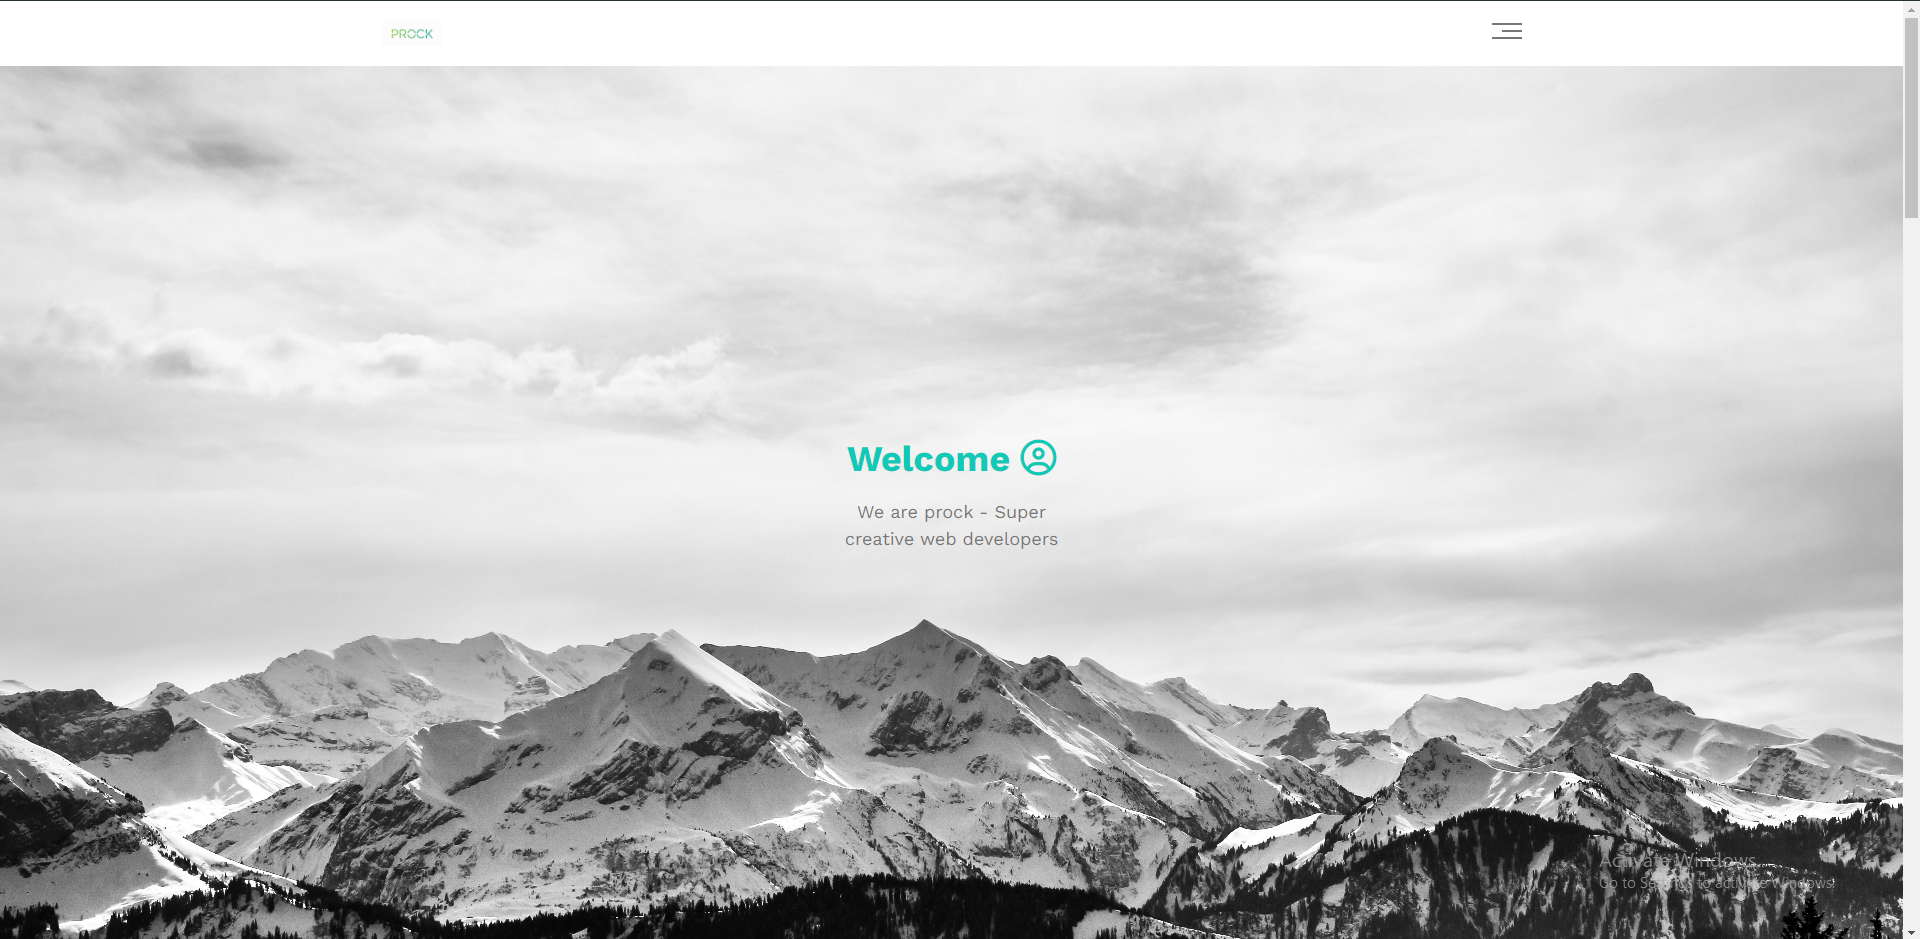 PROCK
Welcome
We are prock - Super
creative web developers
Activate Windows
Go to Settings to activate Windows.